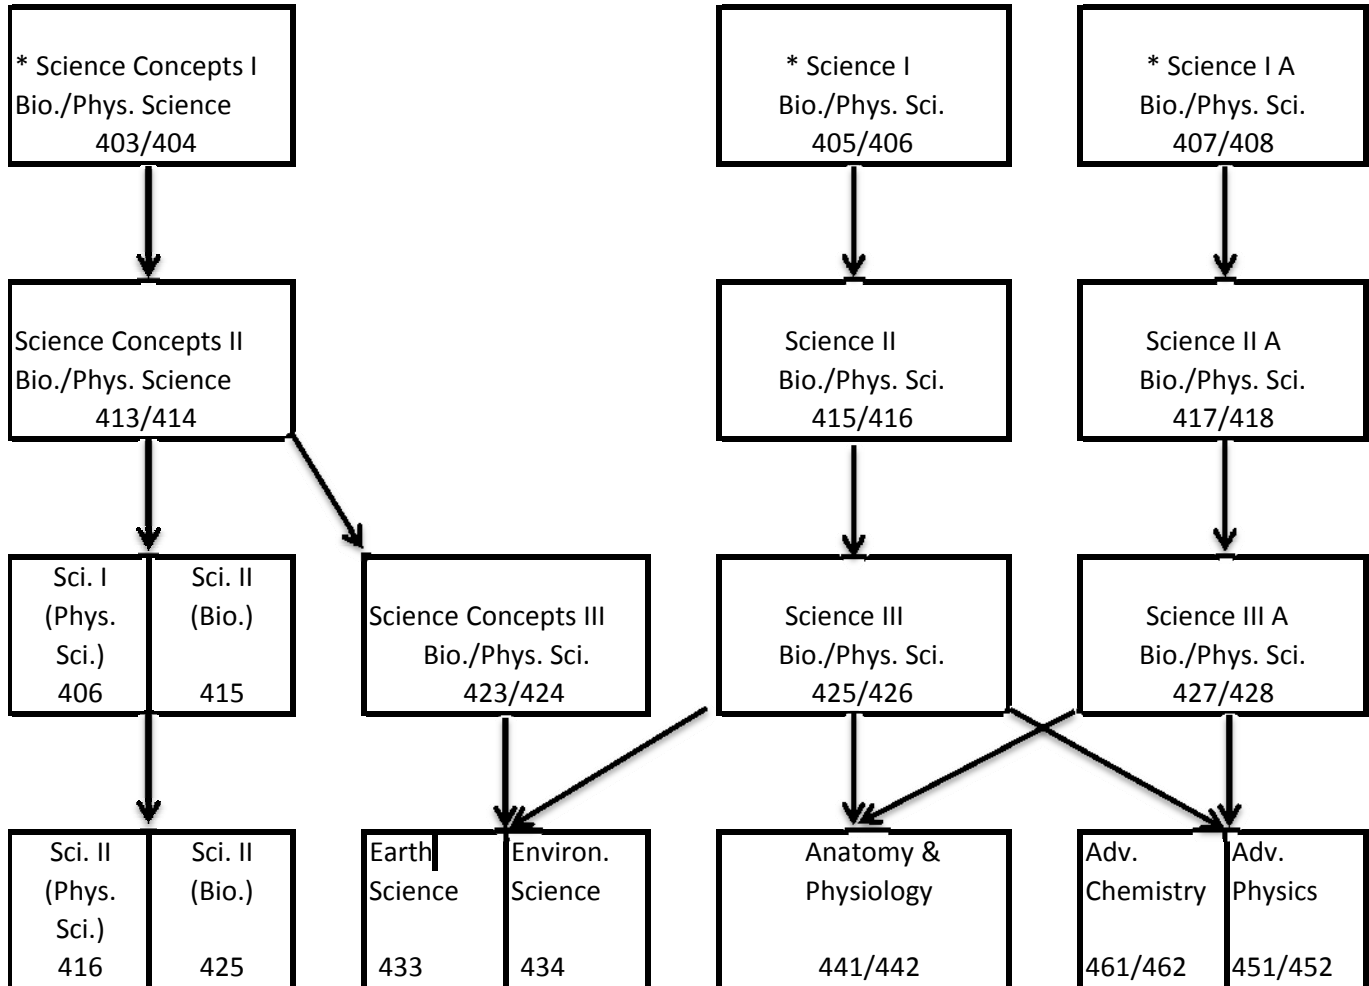 * Science Concepts I
Bio./Phys. Science
403/404
* Science I
Bio./Phys. Sci.
405/406
* Science I A
Bio./Phys. Sci.
407/408
Science Concepts II
Bio./Phys. Science
413/414
Science II
Bio./Phys. Sci.
415/416
Science II A
Bio./Phys. Sci.
417/418
Sci. I
(Phys.
Sci.)
406
Sci. II
(Bio.)
415
Science Concepts III
Bio./Phys. Sci.
423/424
Science III
Bio./Phys. Sci.
425/426
Science III A
Bio./Phys. Sci.
427/428
Sci. II
(Phys.
Sci.)
416
Sci. II
(Bio.)
425
Earth
Science
433
Environ.
Science
434
Anatomy &
Physiology
441/442
Adv.
Chemistry
461/462
Adv.
Physics
451/452